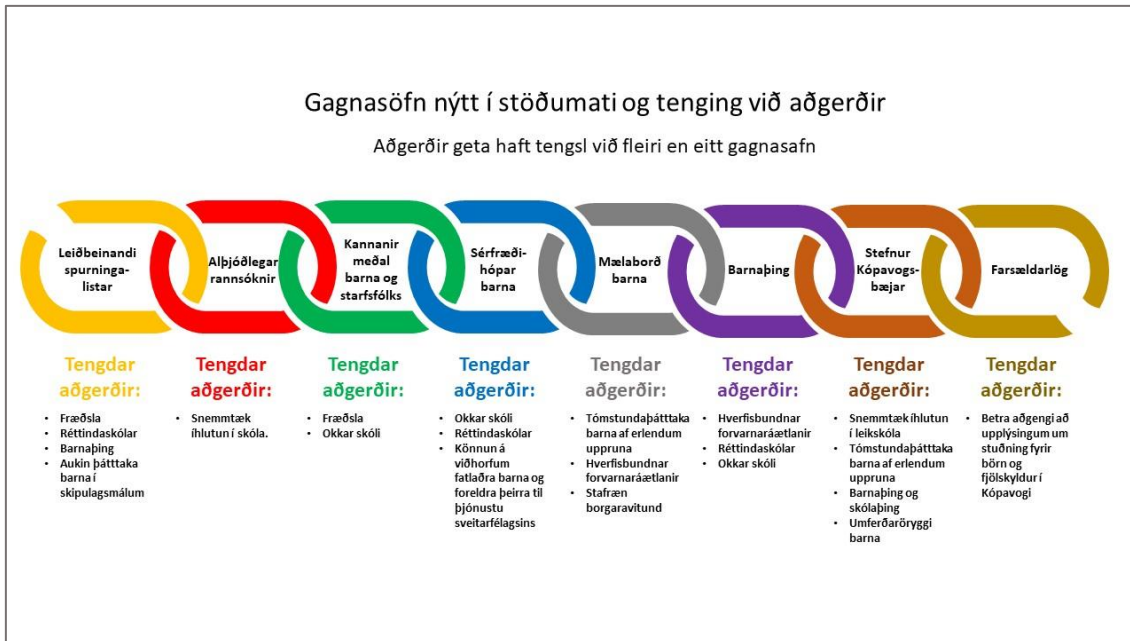 Gagnasöfn nýtt í stöðumati og tenging við aðgerðir
Aðgerðir geta haft tengsl við fleiri en eitt gagnasafn
Leiðbeinandi
spurninga-
listar
Alþjóðlegar
rannsóknir
Kannanir
meðal
barna og
starfsfólks
Sérfræði-
hópar
barna
Mælaborð
barna
Barnaþing
Stefnur
Kópavogs-
bæjar
Farsældarlög
Tengdar
aðgerðir:
• Fræðsla
• Réttindaskólar
• Barnaþing
• Aukin þátttaka
barna í
skipulagsmálum
Tengdar
aðgerðir:
• Snemmtæk
íhlutun í skóla.
Tengdar
aðgerðir:
• Fræðsla
• Okkar skóli
Tengdar
aðgerðir:
• Okkar skóli
• Réttindaskólar
• Könnun á
viðhorfum
fatlaðra barna og
foreldra þeirra til
þjónustu
sveitarfélagsins
Tengdar
aðgerðir:
• Tómstundaþátttaka
barna af erlendum
uppruna
• Hverfisbundnar
forvarnaráætlanir
• Stafræn
borgaravitund
Tengdar
aðgerðir:
• Hverfisbundnar
forvarnaráætlanir
• Réttindaskólar
• Okkar skóli
Tengdar
aðgerðir:
• Snemmtæk íhlutun
í leikskóla
• Tómstundaþátttaka
barna af erlendum
uppruna
• Barnaþing og
skólaþing
• Umferðaröryggi
barna
Tengdar
aðgerðir:
• Betra aðgengi að
upplýsingum um
stuðning fyrir
börn og
fjölskyldur í
Kópavogi